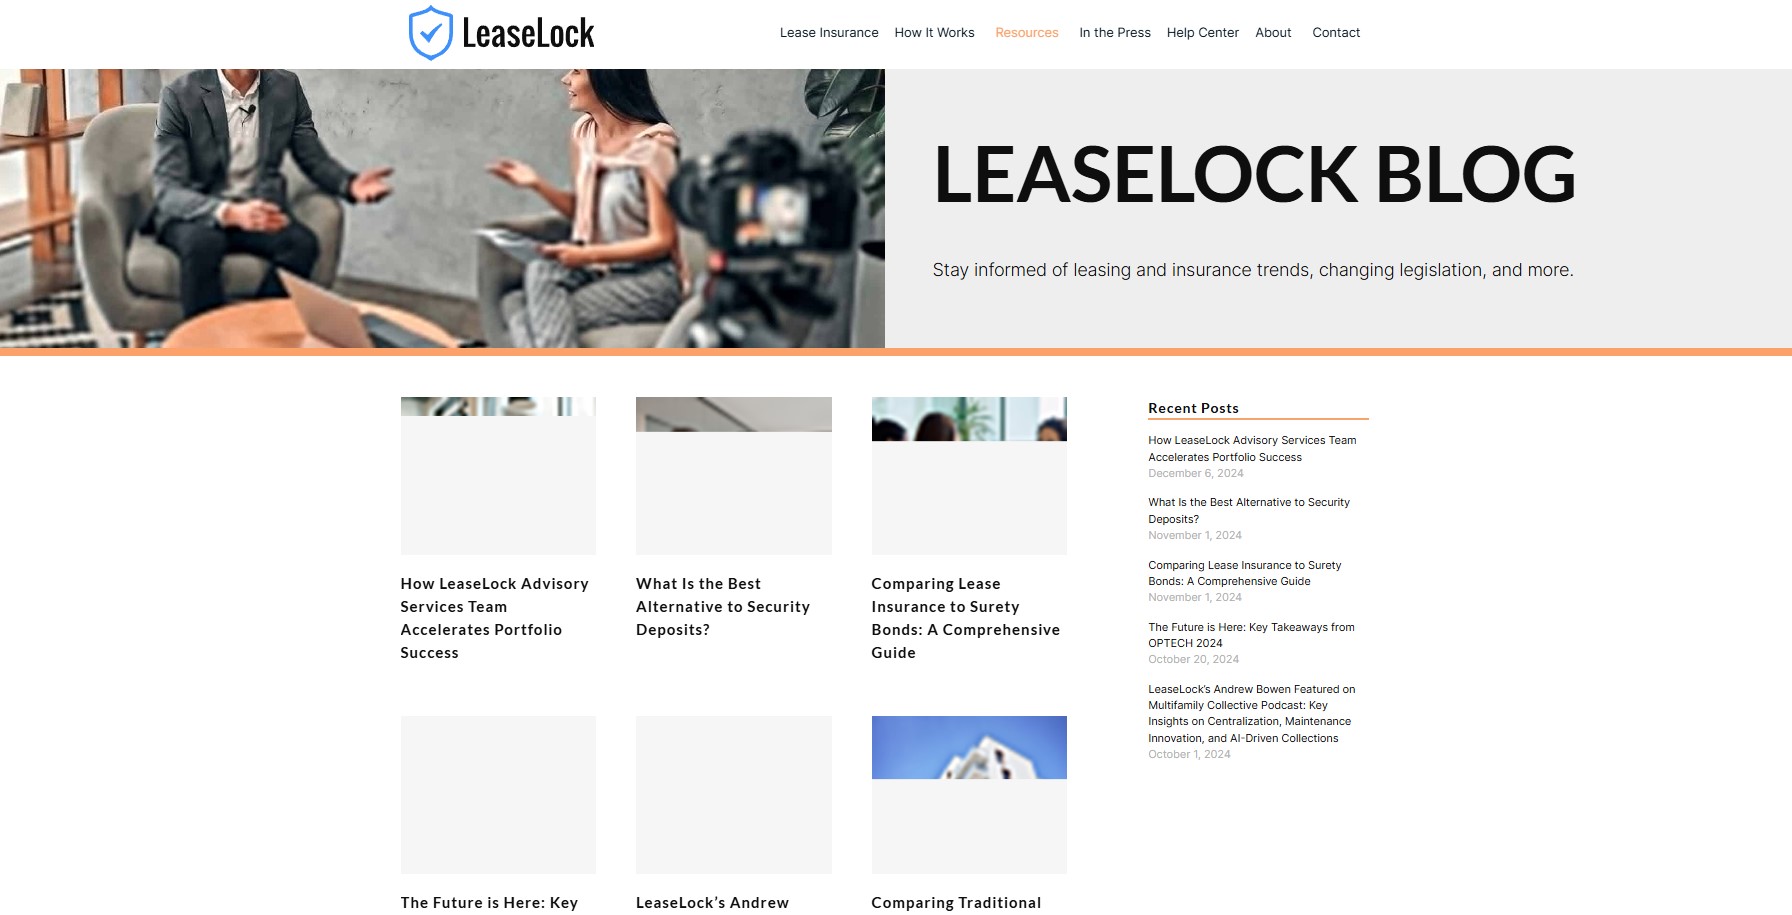 LeaseLock
Lease Insurance How It Works Resources In the Press Help Center About Contact
LEASELOCK BLOG
Stay informed of leasing and insurance trends, changing legislation, and more.
How LeaseLock Advisory
Services Team
Accelerates Portfolio
Success
What Is the Best
Alternative to Security
Deposits?
Comparing Lease
Insurance to Surety
Bonds: A Comprehensive
Guide
The Future is Here: Key
LeaseLock’s Andrew
Comparing Traditional
Recent Posts
How LeaseLock Advisory Services Team
Accelerates Portfolio Success
December 6, 2024
What Is the Best Alternative to Security
Deposits?
November 1, 2024
Comparing Lease Insurance to Surety
Bonds: A Comprehensive Guide
November 1, 2024
The Future is Here: Key Takeaways from
OPTECH 2024
October 20, 2024
LeaseLock’s Andrew Bowen Featured on
Multifamily Collective Podcast: Key
Insights on Centralization, Maintenance
Innovation, and AI-Driven Collections
October 1, 2024